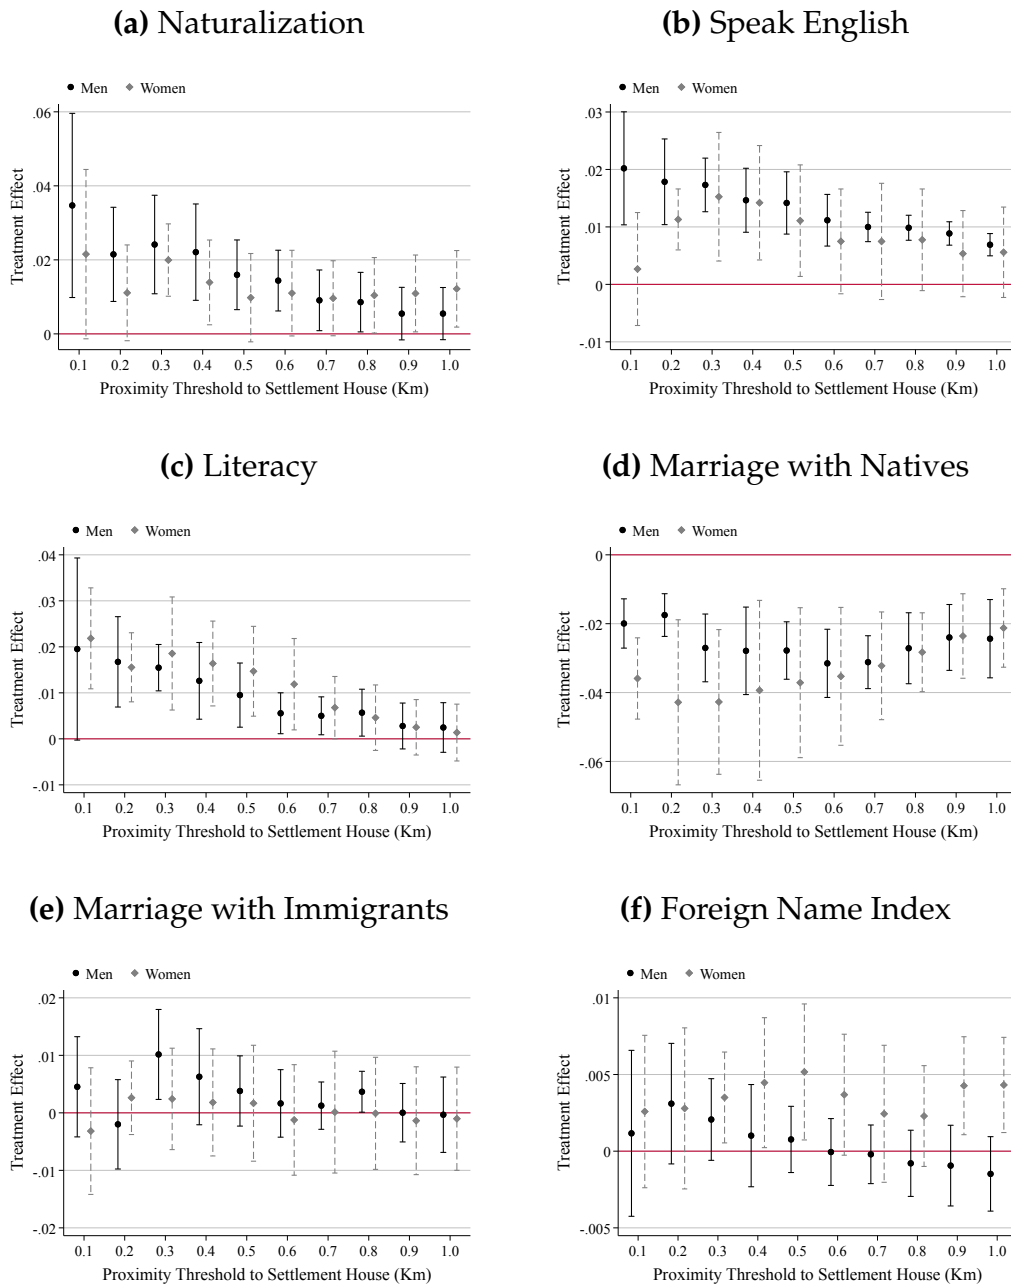 (a) Naturalization
Men Women
.06
.04
.02
0
Treatment Effect
0.1 0.2 0.3 0.4 0.5 0.6 0.7 0.8 0.9 1.0
Proximity Threshold to Settlement House (Km)
(b) Speak English
Men Women
.03
.02
.01
0
-.01
Treatment Effect
0.1 0.2 0.3 0.4 0.5 0.6 0.7 0.8 0.9 1.0
Proximity Threshold to Settlement House (Km)
(c) Literacy
Men Women
.04
.03
.02
.01
0
-.01
Treatment Effect
0.1 0.2 0.3 0.4 0.5 0.6 0.7 0.8 0.9 1.0
Proximity Threshold to Settlement House (Km)
(d) Marriage with Natives
Men Women
0
-.02
-.04
-.06
Treatment Effect
0.1 0.2 0.3 0.4 0.5 0.6 0.7 0.8 0.9 1.0
Proximity Threshold to Settlement House (Km)
(e) Marriage with Immigrants
Men Women
.02
.010
0
-.01
-.02
Treatment Effect
0.1 0.2 0.3 0.4 0.5 0.6 0.7 0.8 0.9 1.0
Proximity Threshold to Settlement House (Km)
(f) Foreign Name Index
Men Women
.01
.005
0
-.005
Treatment Effect
0.1 0.2 0.3 0.4 0.5 0.6 0.7 0.8 0.9 1.0
Proximity Threshold to Settlement House (Km)